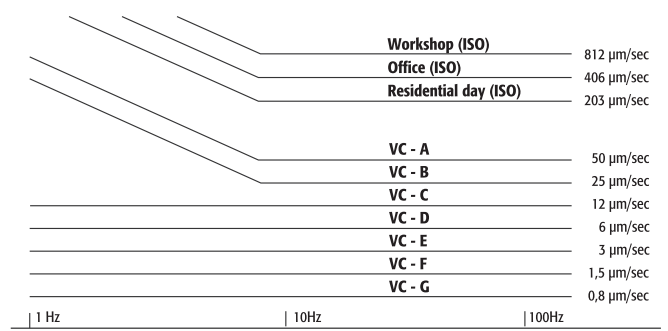 Workshop (ISO) 812 µm/sec
Office (ISO) 406 µm/sec
Residential day (ISO) 203 µm/sec
VC - A 50 µm/sec
VC - B 25 µm/sec
VC - C 12 µm/sec
VC - D 6 µm/sec
VC - E 3 µm/sec
VC - F 1,5 µm/sec
VC - G 0,8 µm/sec
1 Hz 10Hz 100Hz